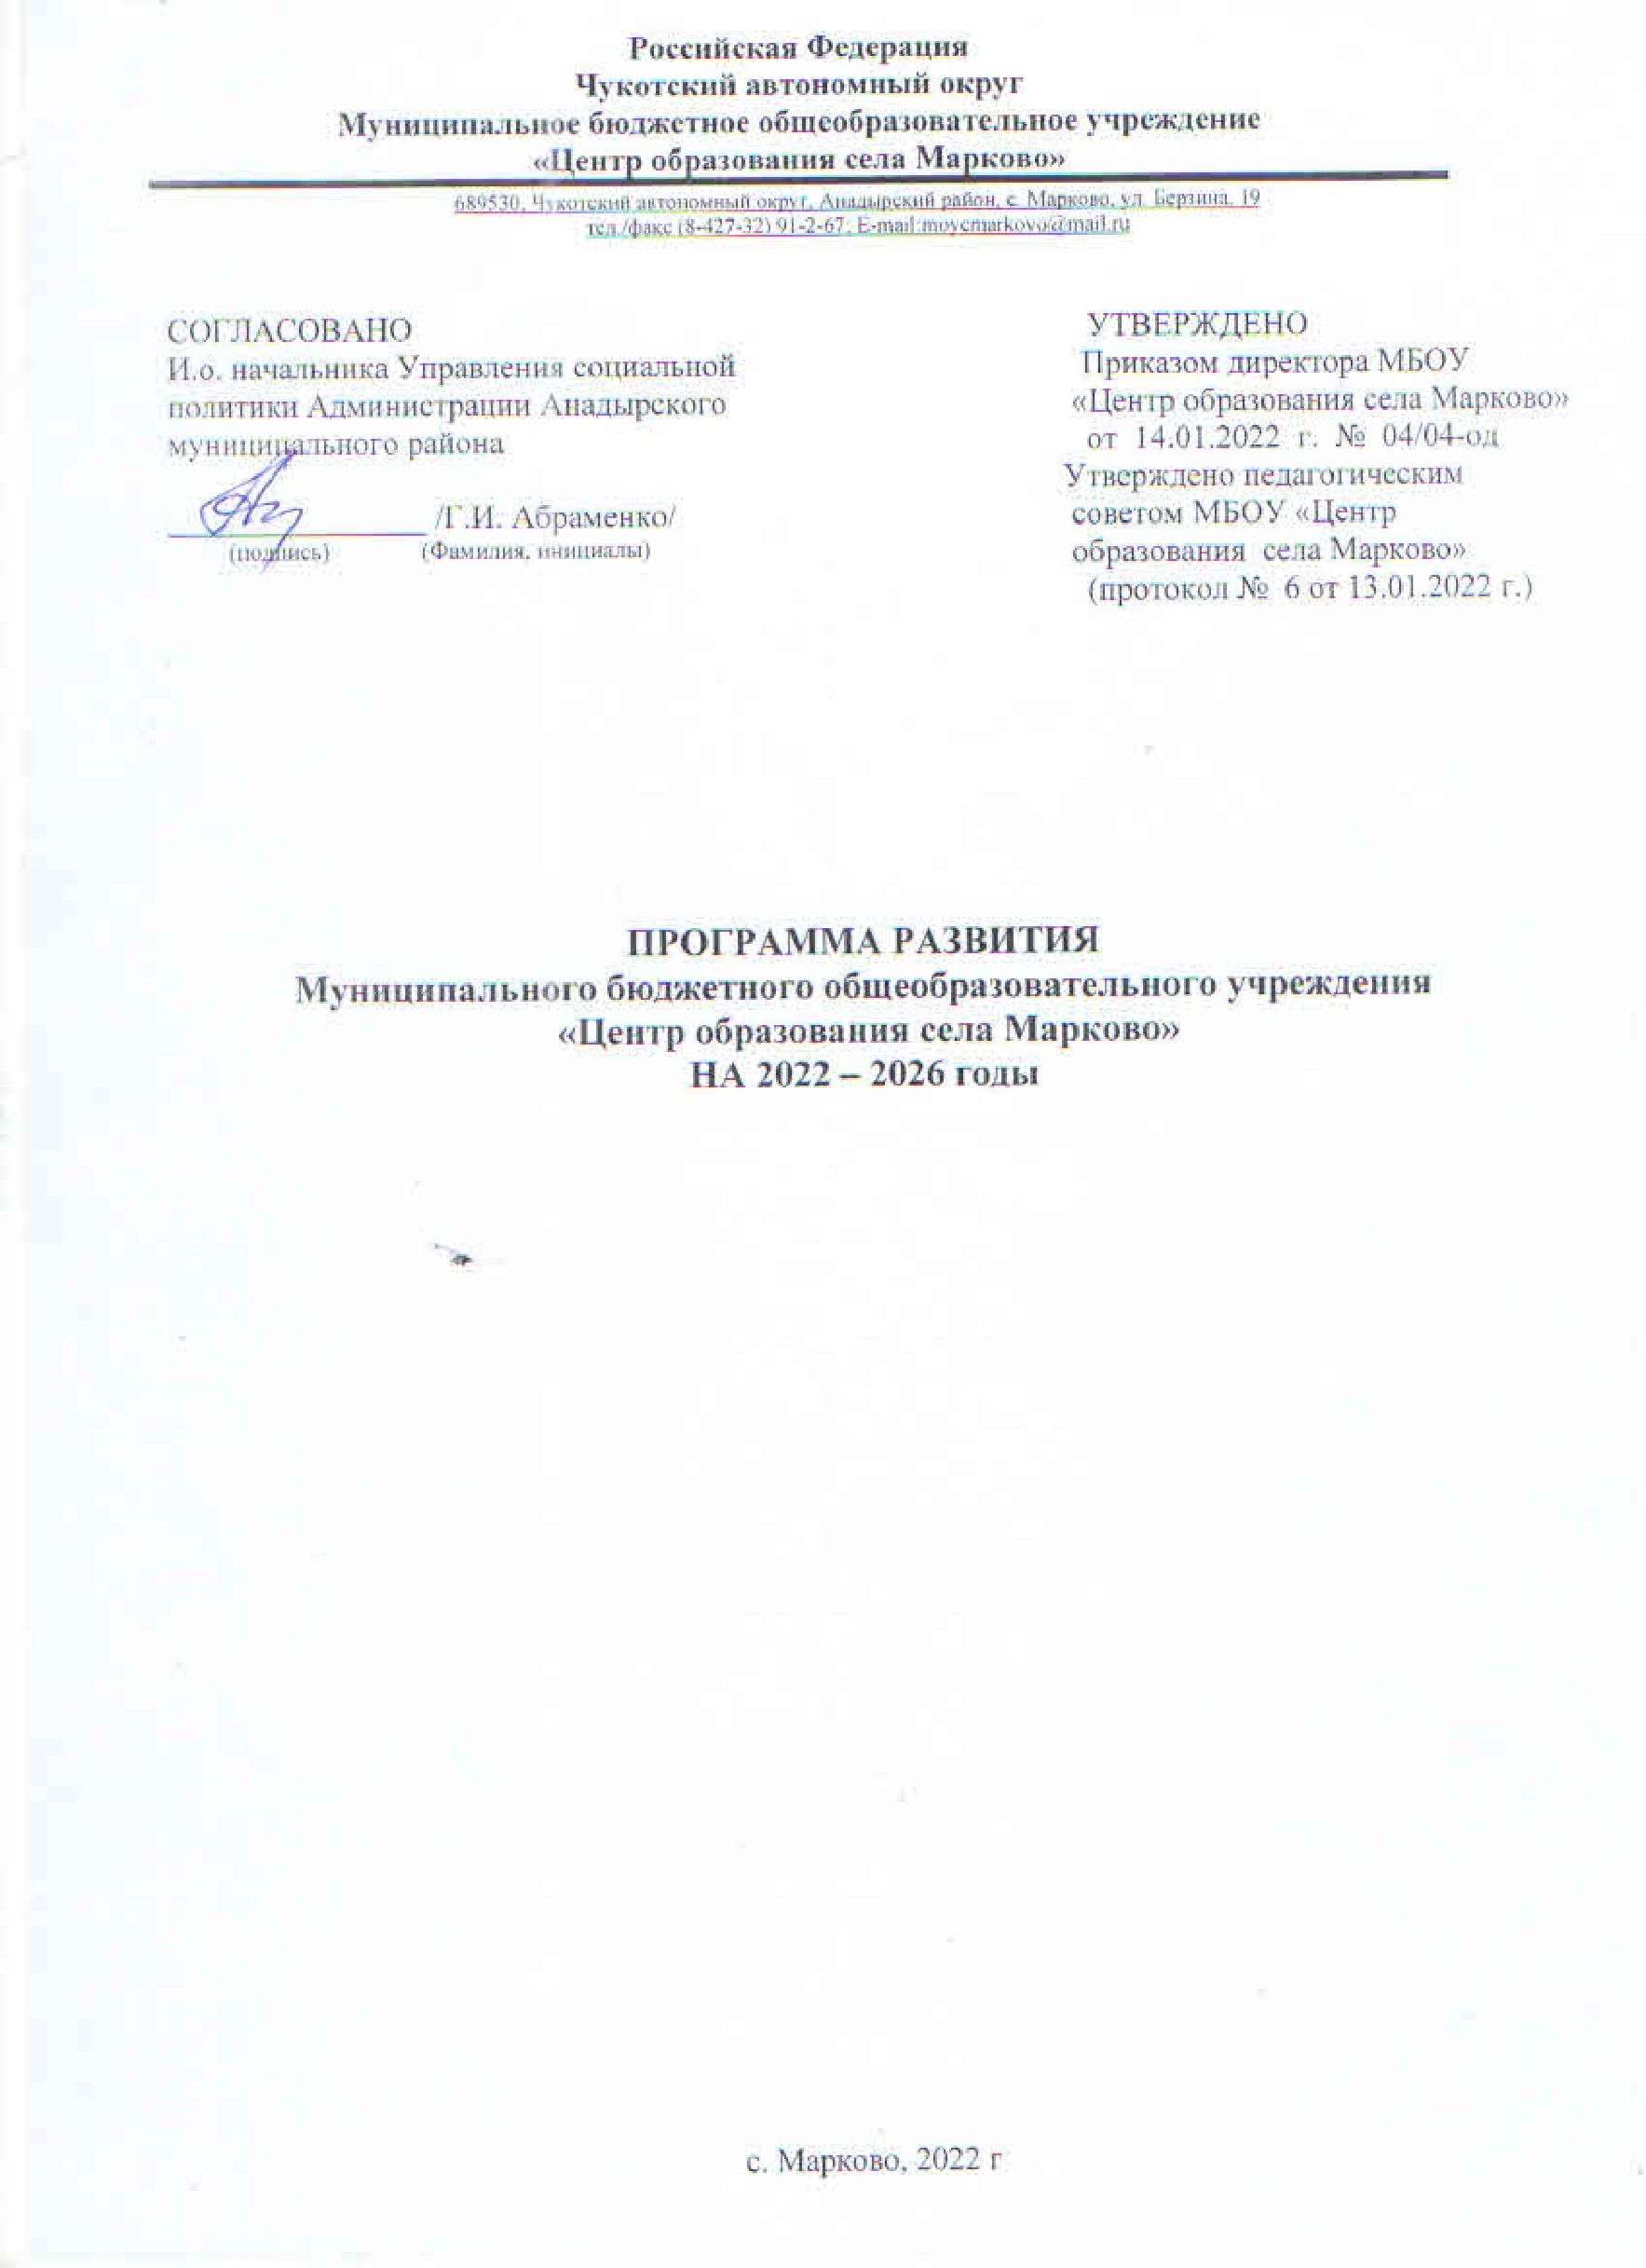 Российская Федерация
Чукотский автономный округ
Муниципальное бюджетное общеобразовательное учреждение
«Центр образования села Марково»
689530, Чукотский автономный округ, Анадырский район, с. Марково, ул. Берзина, 19
тел./факс (8-427-32) 91-2-67; E-mail:moycmarkovo@mail.ru
СОГЛАСОВАНО
И.о. начальника Управления социальной
политики Администрации Анадырского
муниципального района
/Г.И. Абраменко/
(подпись) (Фамилия, инициалы)
УТВЕРЖДЕНО
Приказом директора МБОУ
«Центр образования села Марково»
от 14.01.2022 г. № 04/04-од
Утверждено педагогическим
советом МБОУ «Центр
образования села Марково»
(протокол № 6 от 13.01.2022 г.)
ПРОГРАММА РАЗВИТИЯ
Муниципального бюджетного общеобразовательного учреждения
«Центр образования села Марково»
НА 2022 – 2026 годы
с. Марково, 2022 г